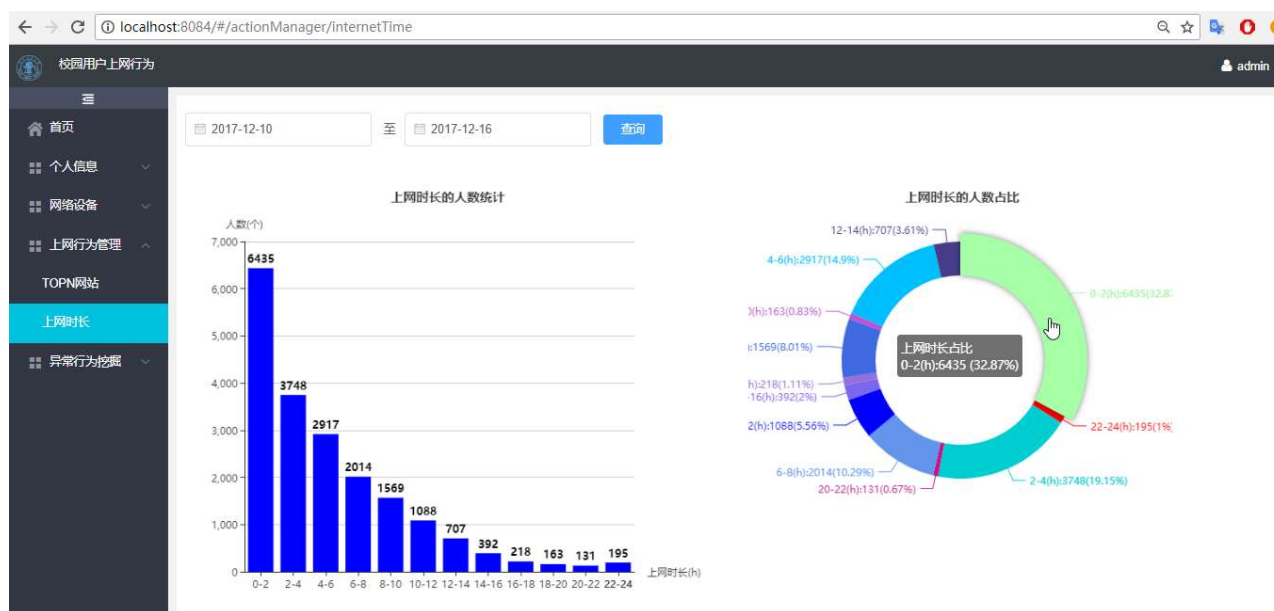 localhost:8084/#/actionManager/internetTime
校园用户上网行为
admin
首页
个人信息
网络设备
上网行为管理
TOPN网站
上网时长
异常行为挖掘
2017-12-10 至 2017-12-16 查询
上网时长的人数统计
人数(个)
7,000
6,000
5,000
4,000
3,000
2,000
1,000
0
6435
3748
2917
2014
1569
1088
707
392
218
163
131
195
0-2 2-4 4-6 6-8 8-10 10-12 12-14 14-16 16-18 18-20 20-22 22-24
上网时长(h)
上网时长的人数占比
12-14(h):707(3.61%)
4-6(h):2917(14.9%)
0(h):163(0.83%)
:1569(8.01%)
h):218(1.11%)
-16(h):392(2%)
2(h):1088(5.56%)
6-8(h):2014(10.29%)
20-22(h):131(0.67%)
0-2(h):6435(32.8
22-24(h):195(1%
2-4(h):3748(19.15%)
上网时长占比
0-2(h):6435 (32.87%)